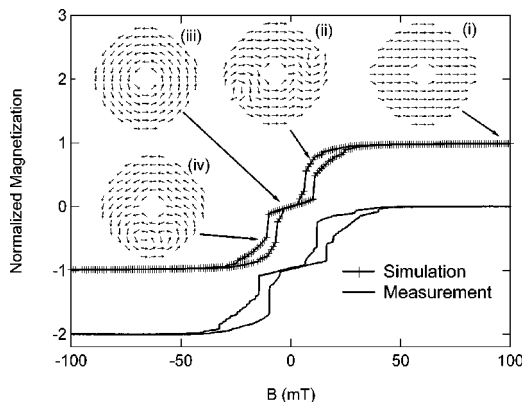 3
(iii)
(ii)
(i)
2
1
(iv)
0
-1
Simulation
Measurement
-2
-100
-50
0
50
100
Normalized Magnetization
B (mT)